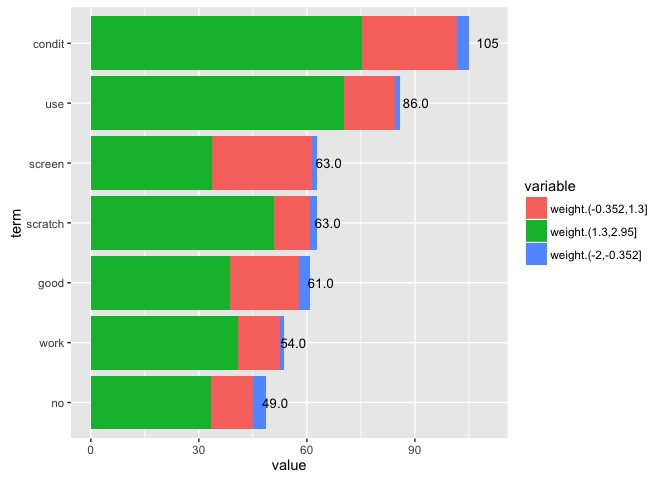 condit
105
use
86.0
screen
63.0
scratch
63.0
good
61.0
work
54.0
no
49.0
0
30
60
90
value
term
variable
weight.(-0.352,1.3]
weight.(1.3,2.95]
weight.(-2,-0.352]